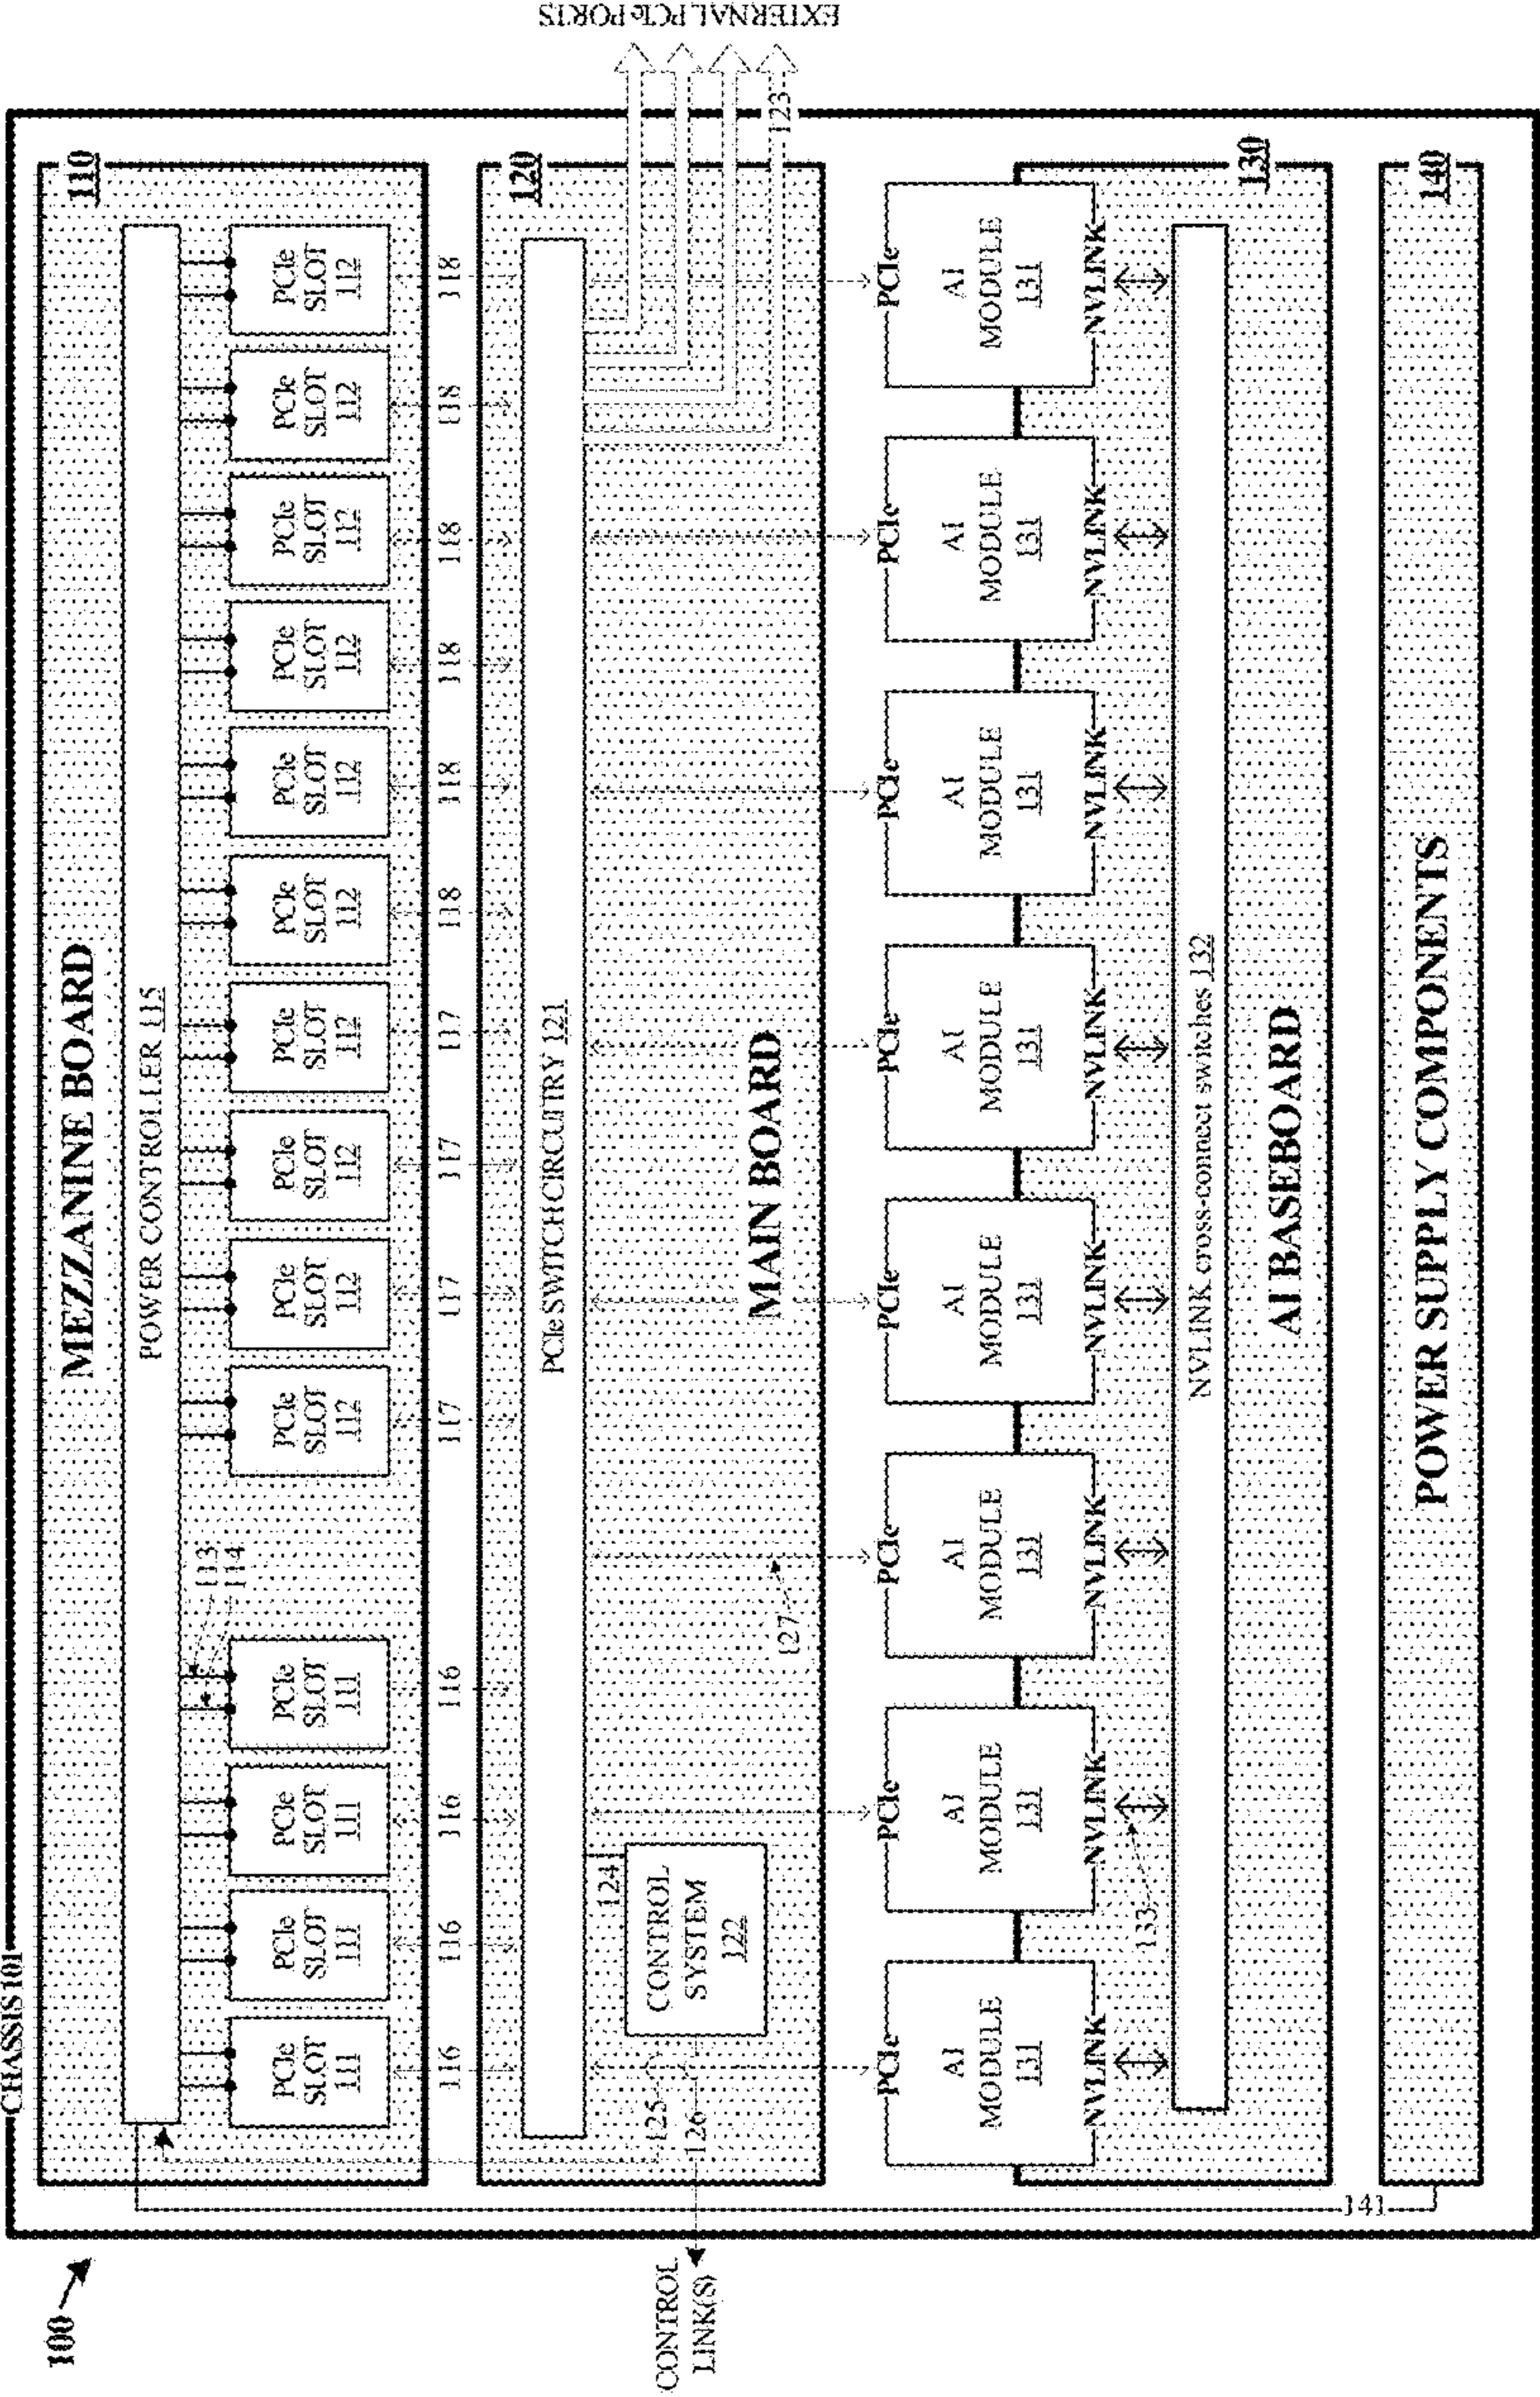 100
CHASSIS 101
MEZZANINE BOARD
110
POWER CONTROLLER 115
113
114
PCIe
SLOT
111
PCIe
SLOT
111
PCIe
SLOT
111
PCIe
SLOT
111
PCIe
SLOT
112
PCIe
SLOT
112
PCIe
SLOT
112
PCIe
SLOT
112
PCIe
SLOT
112
PCIe
SLOT
112
PCIe
SLOT
112
PCIe
SLOT
112
PCIe
SLOT
112
PCIe
SLOT
112
116
116
116
116
117
117
117
117
118
118
118
118
118
118
120
PCIe SWITCH CIRCUITRY 121
124
CONTROL
SYSTEM
122
125
126
CONTROL
LINK(S)
127
MAIN BOARD
123
EXTERNAL PCIe PORTS
PCIe
AI
MODULE
131
NVLINK
PCIe
AI
MODULE
131
NVLINK
PCIe
AI
MODULE
131
NVLINK
PCIe
AI
MODULE
131
NVLINK
PCIe
AI
MODULE
131
NVLINK
PCIe
AI
MODULE
131
NVLINK
PCIe
AI
MODULE
131
NVLINK
PCIe
AI
MODULE
131
NVLINK
133
130
NVLINK cross-connect switches 132
AI BASEBOARD
141
140
POWER SUPPLY COMPONENTS